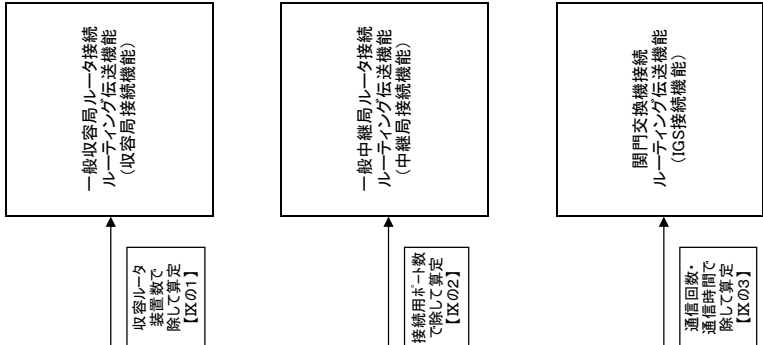 一般収容局ルータ接続
ルーティング伝送機能
(収容局接続機能)
一般中継局ルータ接続
ルーティング伝送機能
(中継局接続機能)
関門交換機接続
ルーティング伝送機能
(IGS接続機能)
収容ルータ
装置数で
除して算定
【Ⅸの1】
接続用ポート数
で除して算定
【Ⅸの2】
通信回数・
通信時間で
除して算定
【Ⅸの3】